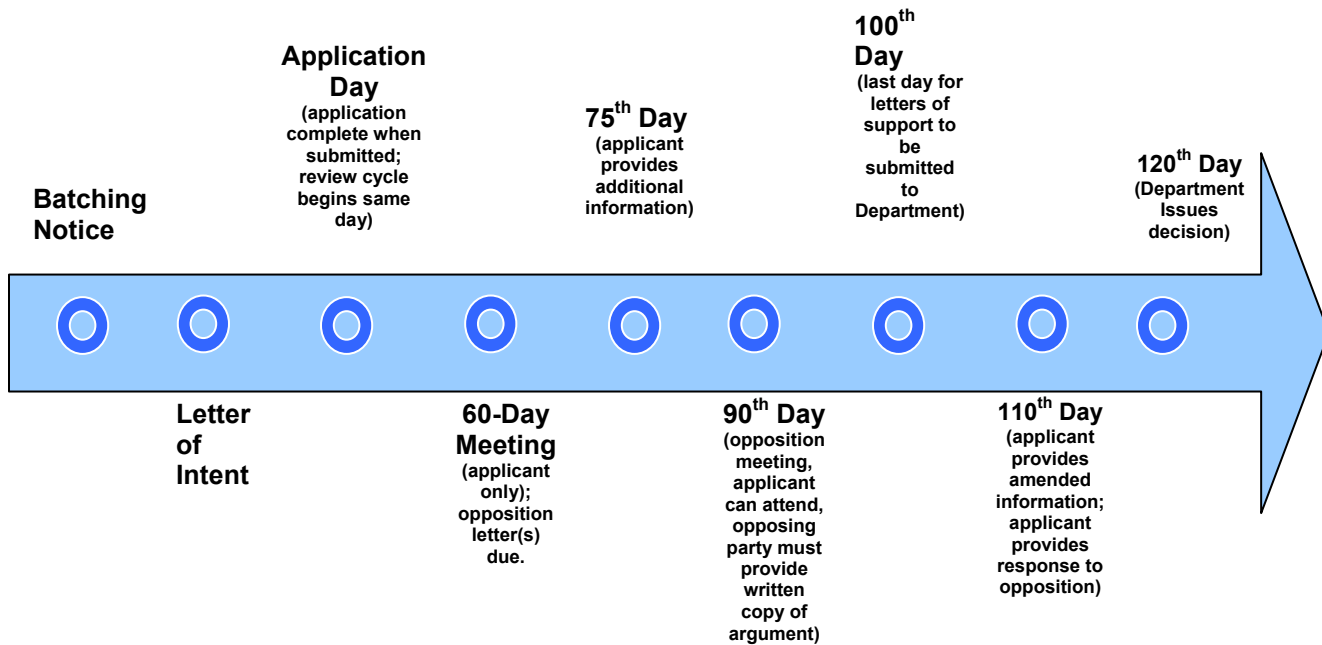 Batching
Notice
Letter
of
Intent
Application
Day
(application
complete when
submitted;
review cycle
begins same
day)
60-Day
Meeting
(applicant
only);
opposition
letter(s)
due.
75th Day
(applicant
provides
additional
information)
90th Day
(opposition
meeting,
applicant
can attend,
opposing
party must
provide
written
copy of
argument)
100th
Day
(last day for
letters of
support to
be
submitted
to
Department)
110th Day
(applicant
provides
amended
information;
applicant
provides
response to
opposition)
120th Day
(Department
Issues
decision)